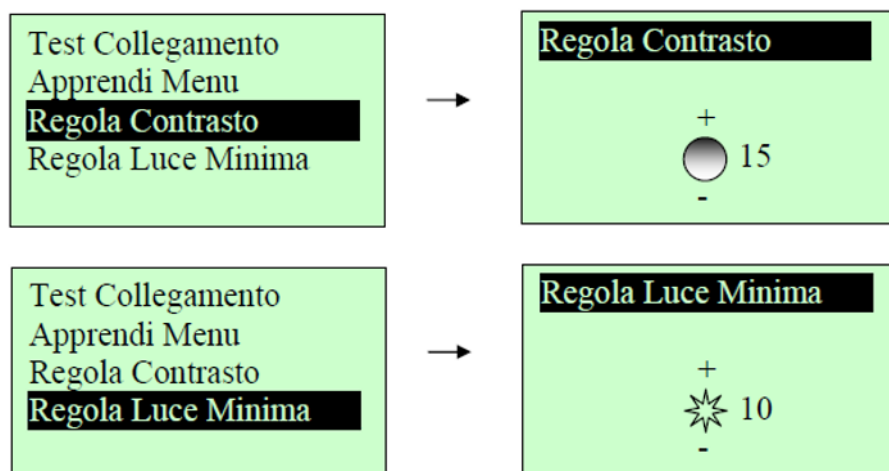 Test Collegamento
Apprendi Menu
Regola Contrasto
Regola Luce Minima
Regola Contrasto
+
15
-
Test Collegamento
Apprendi Menu
Regola Contrasto
Regola Luce Minima
Regola Luce Minima
+
10
-